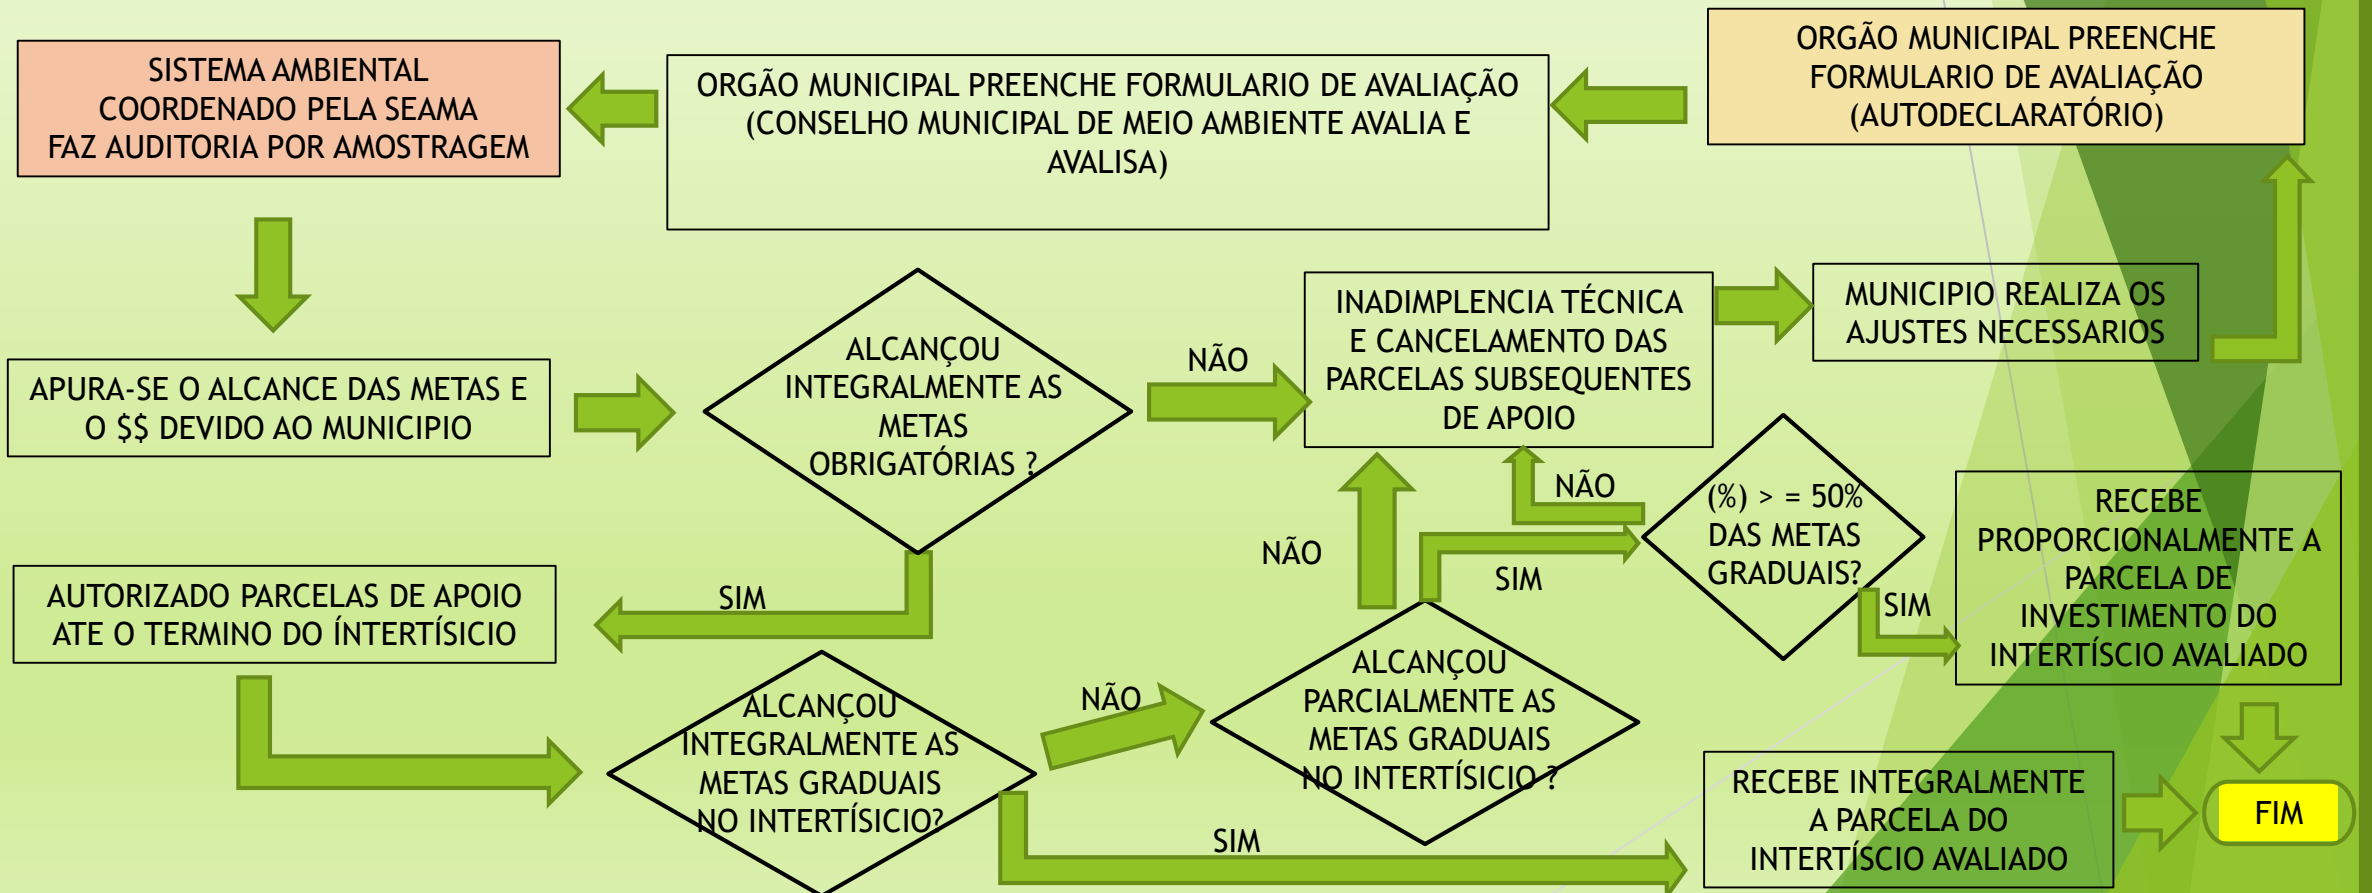 SISTEMA AMBIENTAL
COORDENADO PELA SEAMA
FAZ AUDITORIA POR AMOSTRAGEM
ORGÃO MUNICIPAL PREENCHE FORMULARIO DE AVALIAÇÃO
(CONSELHO MUNICIPAL DE MEIO AMBIENTE AVALIA E
AVALISA)
ORGÃO MUNICIPAL PREENCHE
FORMULARIO DE AVALIAÇÃO
(AUTODECLARATÓRIO)
APURA-SE O ALCANCE DAS METAS E
O $$ DEVIDO AO MUNICIPIO
ALCANÇOU
INTEGRALMENTE AS
METAS
OBRIGATÓRIAS ?
NÃO
INADIMPLENCIA TÉCNICA
E CANCELAMENTO DAS
PARCELAS SUBSEQUENTES
DE APOIO
MUNICIPIO REALIZA OS
AJUSTES NECESSARIOS
SIM
AUTORIZADO PARCELAS DE APOIO
ATE O TERMINO DO ÍNTERTÍSICIO
ALCANÇOU
INTEGRALMENTE AS
METAS GRADUAIS
NO INTERTÍSICIO?
NÃO
ALCANÇOU
PARCIALMENTE AS
METAS GRADUAIS
NO INTERTÍSICIO ?
NÃO
SIM
NÃO
(%) > = 50%
DAS METAS
GRADUAIS?
SIM
RECEBE
PROPORCIONALMENTE A
PARCELA DE
INVESTIMENTO DO
INTERTÍSCIO AVALIADO
SIM
RECEBE INTEGRALMENTE
A PARCELA DO
INTERTÍSCIO AVALIADO
FIM